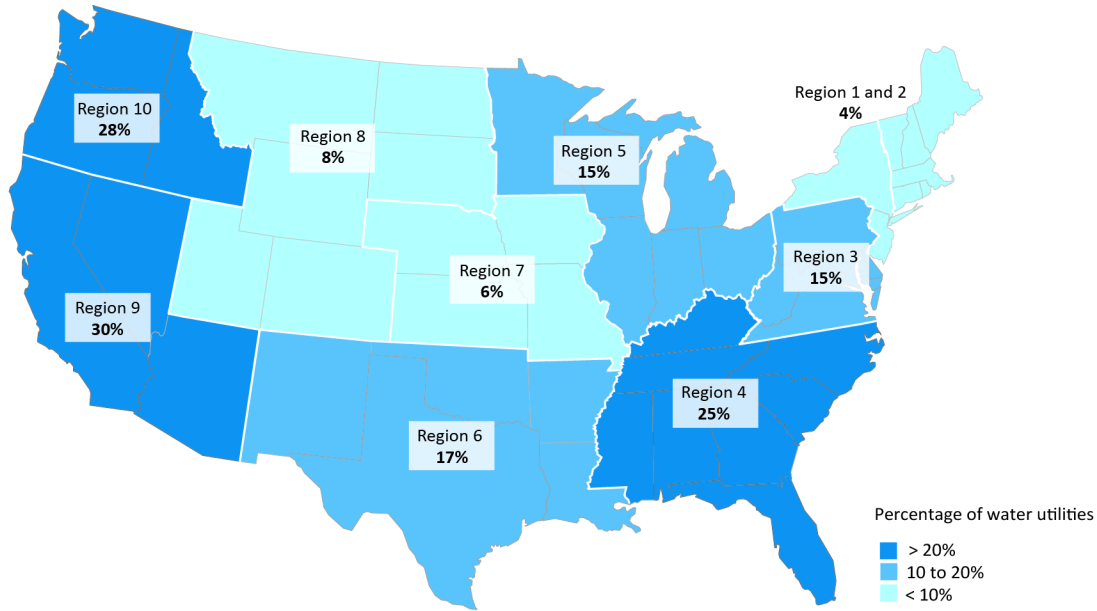 Region 1 and 2
4%
Region 10
28%
Region 8
8%
Region 5
15%
Region 3
15%
Region 7
6%
Region 9
30%
Region 4
25%
Region 6
17%
Percentage of water utilities
> 20%
10 to 20%
< 10%